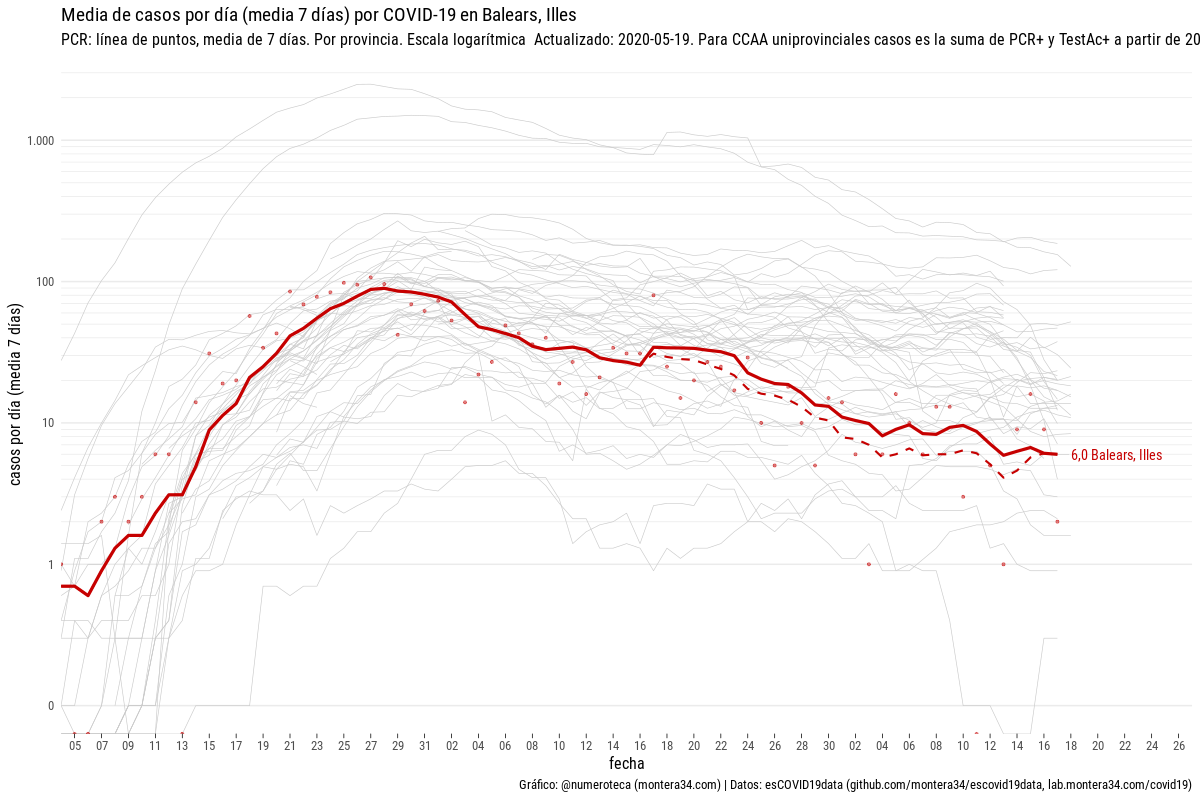 Media de casos por día (media 7 días) por COVID-19 en Balears, Illes
PCR: línea de puntos, media de 7 días. Por provincia. Escala logarítmica  Actualizado: 2020-05-19. Para CCAA uniprovinciales casos es la suma de PCR+ y TestAc+ a partir de 20
casos por día (media 7 días)
1.000
100
10
1
0
6,0 Balears, Illes
05 07 09 11 13 15 17 19 21 23 25 27 29 31 02 04 06 08 10 12 14 16 18 20 22 24 26 28 30 02 04 06 08 10 12 14 16 18 20 22 24 26
fecha
Gráfico: @numeroteca (montera34.com) | Datos: esCOVID19data (github.com/montera34/escovid19data, lab.montera34.com/covid19)